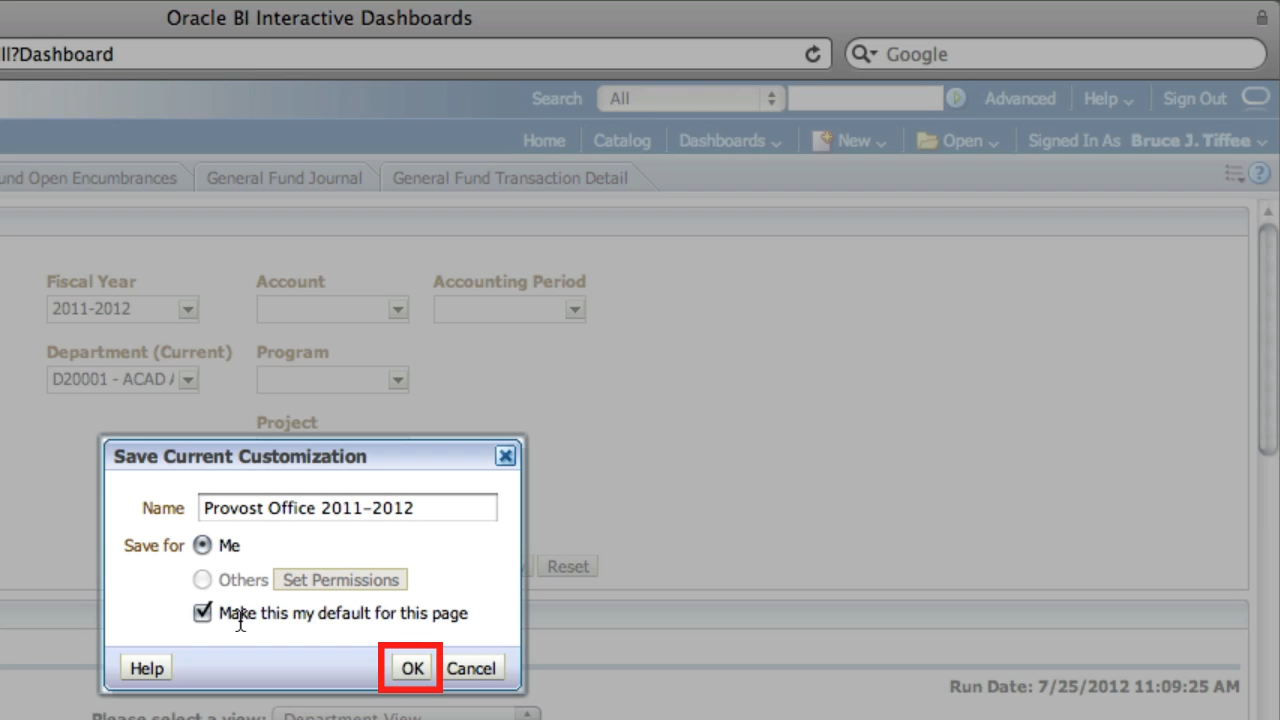 Oracle BI Interactive Dashboards
ll?Dashboard
Google
Search All Advanced Help Sign Out
Home Catalog Dashboards New Open Signed In As Bruce J. Tiffee
und Open Encumbrances General Fund Journal General Fund Transaction Detail
Fiscal Year Account Accounting Period
2011-2012
Department (Current) Program
D20001 - ACAD
Project
Save Current Customization
Name Provost Office 2011-2012
Save for Me
Reset
Others Set Permissions
Make this my default for this page
Help OK Cancel
Run Date: 7/25/2012 11:09:25 AM
Please select a view: Department View